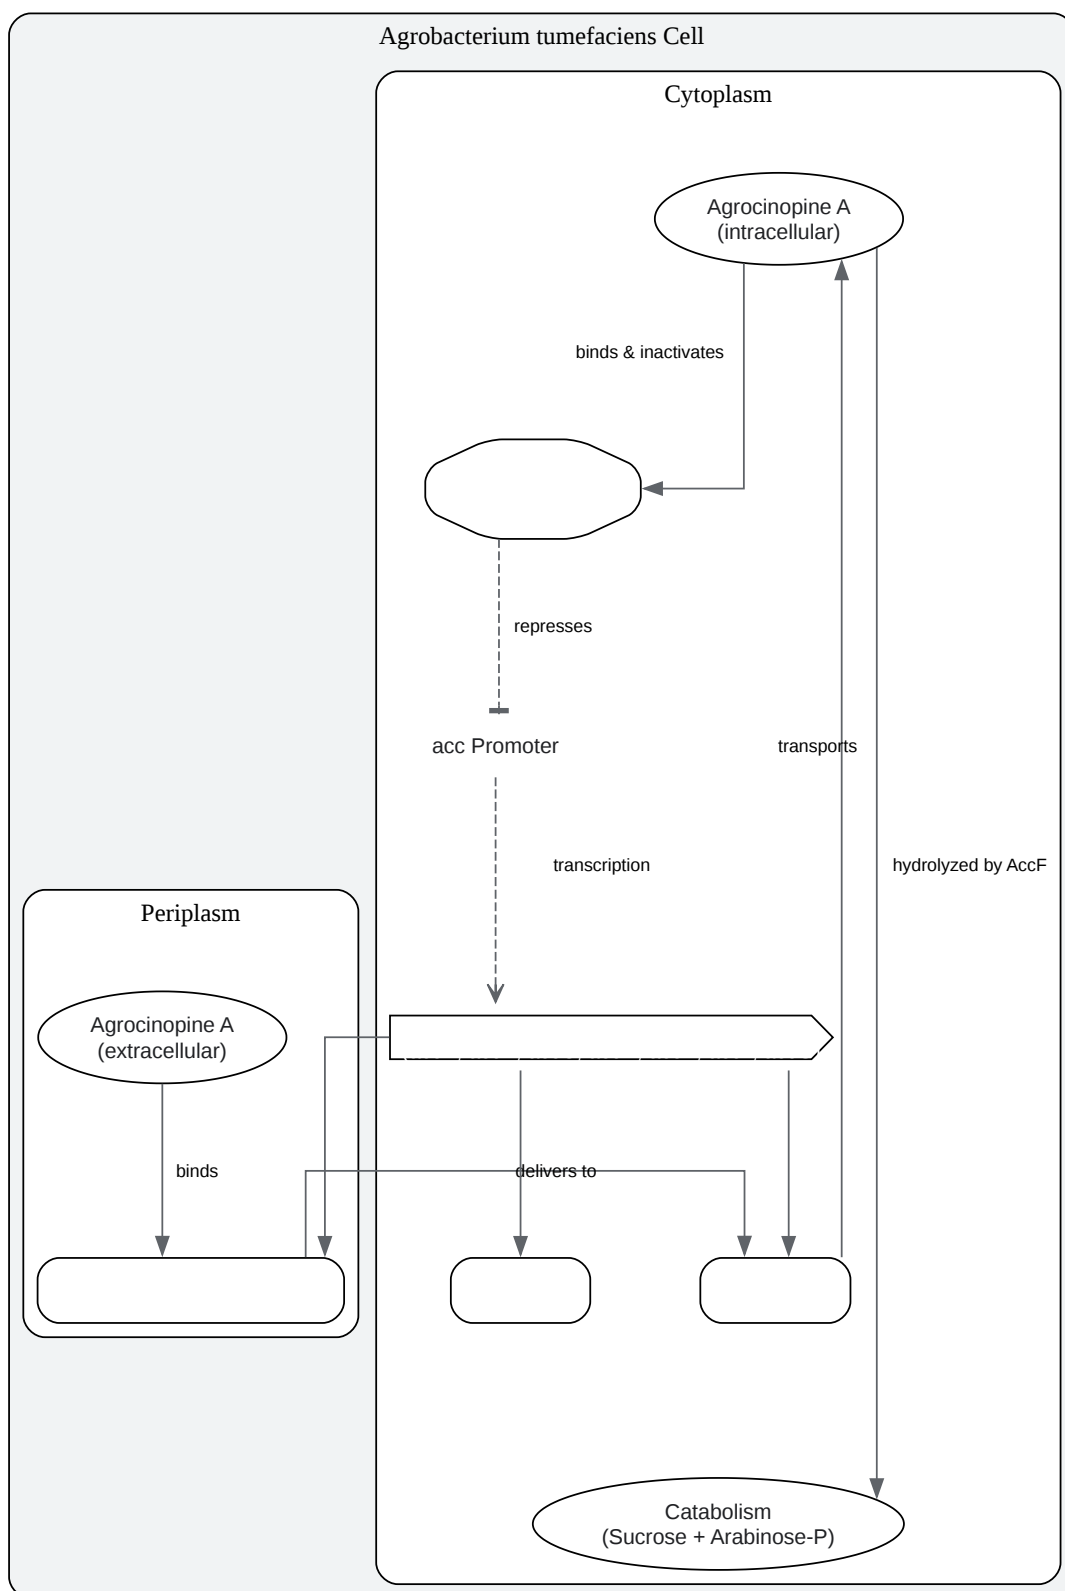 Agrobacterium tumefaciens Cell
Cytoplasm
Agrocinopine A
(intracellular)
binds & inactivates
represses
acc Promoter
transports
transcription
hydrolyzed by AccF
Periplasm
Agrocinopine A
(extracellular)
binds
delivers to
Catabolism
(Sucrose + Arabinose-P)